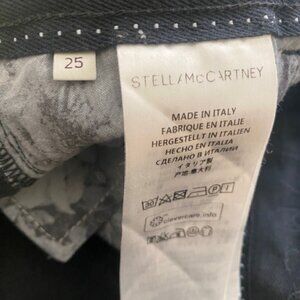 25
STELLA McCARTNEY
MADE IN ITALY
FABRIQUE EN ITALIE
HERGESTELLT IN ITALIEN
HECHO EN ITALIA
СДЕЛАНО В ИТАЛИИ
イタリア製
产地:意大利
30
clevercare.info